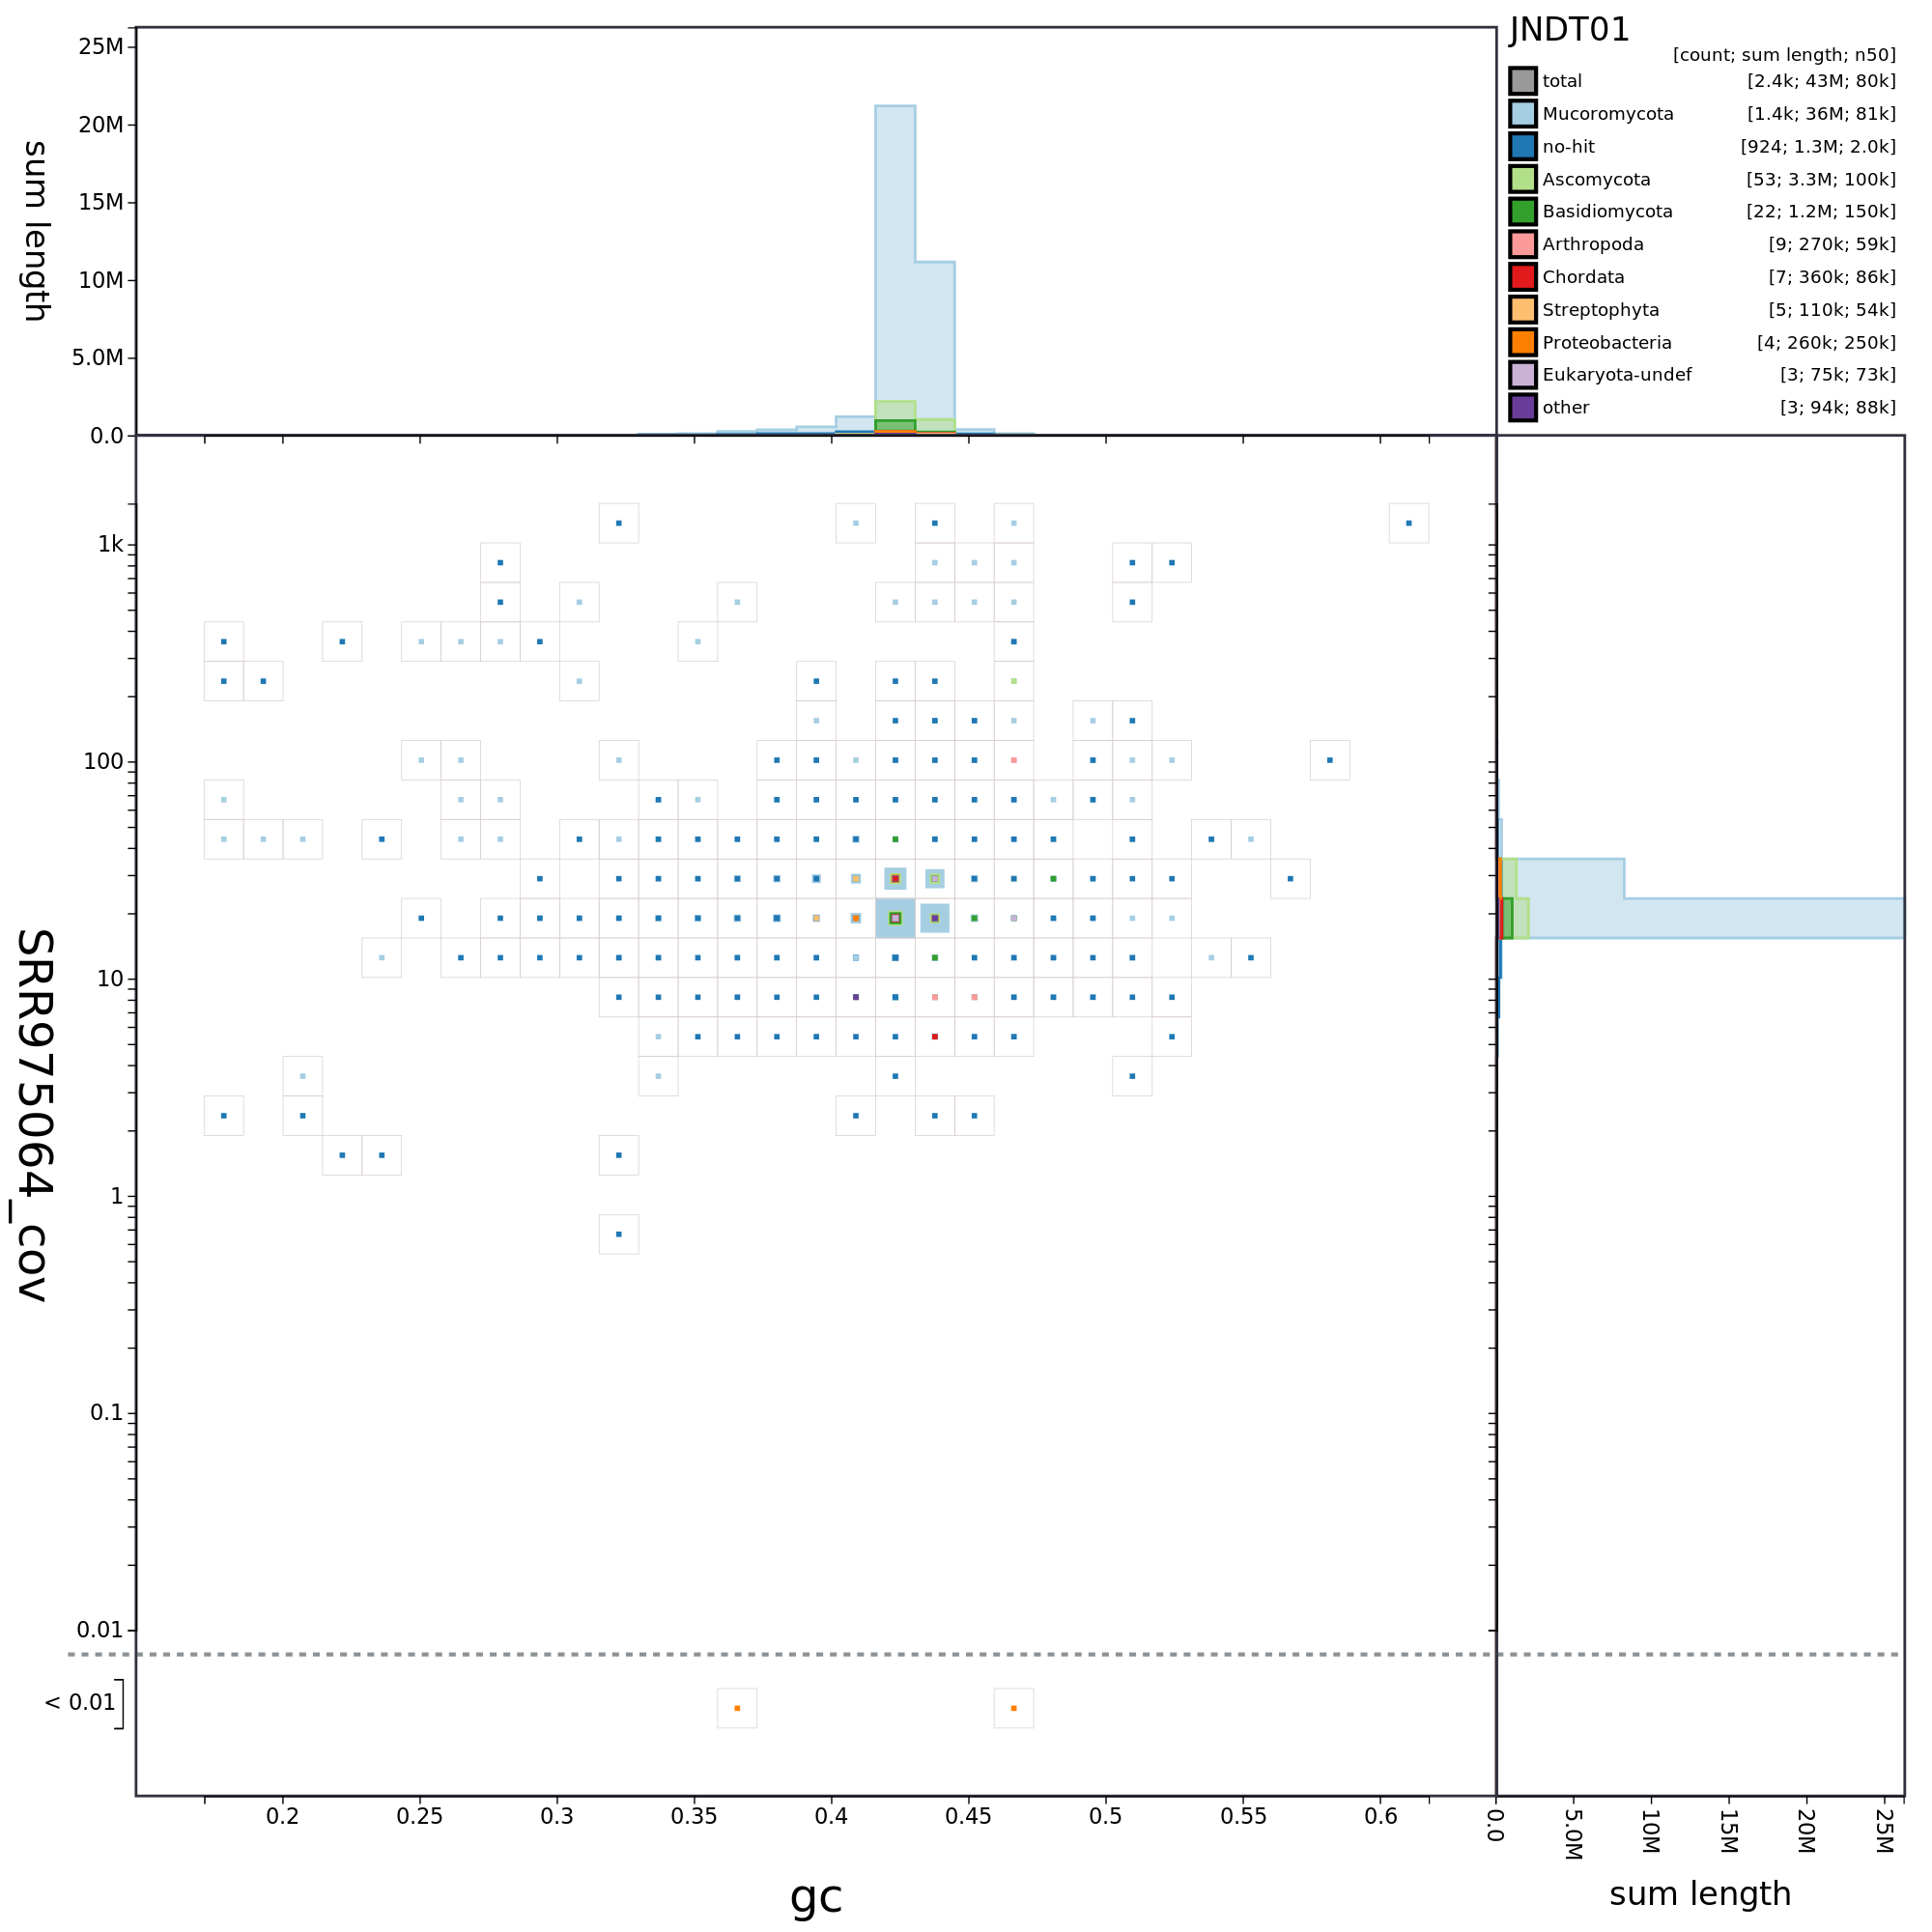 JNDT01
[count; sum length; n50]
total [2.4k; 43M; 80k]
Mucoromycota [1.4k; 36M; 81k]
no-hit [924; 1.3M; 2.0k]
Ascomycota [53; 3.3M; 100k]
Basidiomycota [22; 1.2M; 150k]
Arthropoda [9; 270k; 59k]
Chordata [7; 360k; 86k]
Streptophyta [5; 110k; 54k]
Proteobacteria [4; 260k; 250k]
Eukaryota-undef [3; 75k; 73k]
other [3; 94k; 88k]
25M
20M
15M
10M
5.0M
0.0
sum length
1k
100
10
1
0.1
0.01
< 0.01
SRR975064_cov
0.2 0.25 0.3 0.35 0.4 0.45 0.5 0.55 0.6
gc
0.0 5.0M 10M 15M 20M 25M
sum length